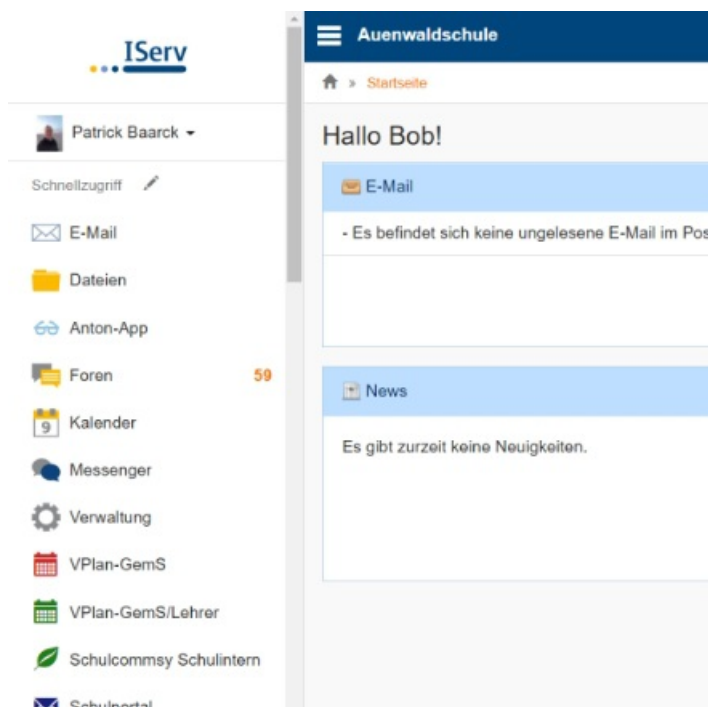 IServ
Patrick Baarck
Schnellzugriff
E-Mail
Dateien
Anton-App
Foren 59
9
Kalender
Messenger
Verwaltung
VPlan-GemS
VPlan-GemS/Lehrer
Schulcommsy Schulintern
Schulportal
Auenwaldschule
» Startseite
Hallo Bob!
E-Mail
- Es befindet sich keine ungelesene E-Mail im Pos
News
Es gibt zurzeit keine Neuigkeiten.